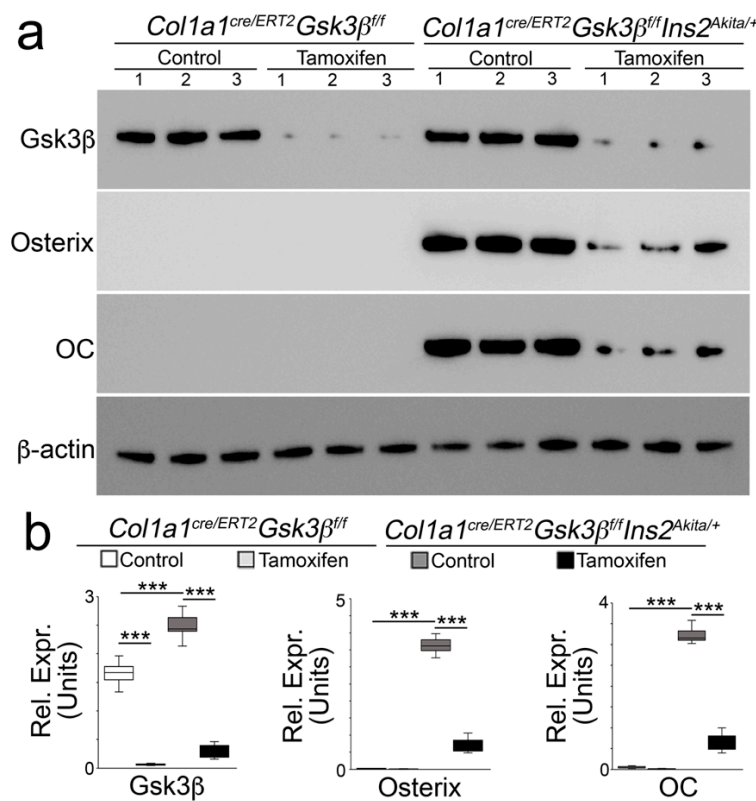 a
Col1a1cre/ERT2Gsk3βf/f Col1a1cre/ERT2Gsk3βf/fIns2Akita/+
Control Tamoxifen Control Tamoxifen
1 2 3 1 2 3 1 2 3 1 2 3
Gsk3β
Osterix
OC
β-actin
b
Col1a1cre/ERT2Gsk3βf/f Col1a1cre/ERT2Gsk3βf/fIns2Akita/+
Control Tamoxifen Control Tamoxifen
3 5 4
*** *** *** *** *** ***
***
Rel. Expr. (Units) Rel. Expr. (Units) Rel. Expr. (Units)
0 0 0
Gsk3β Osterix OC